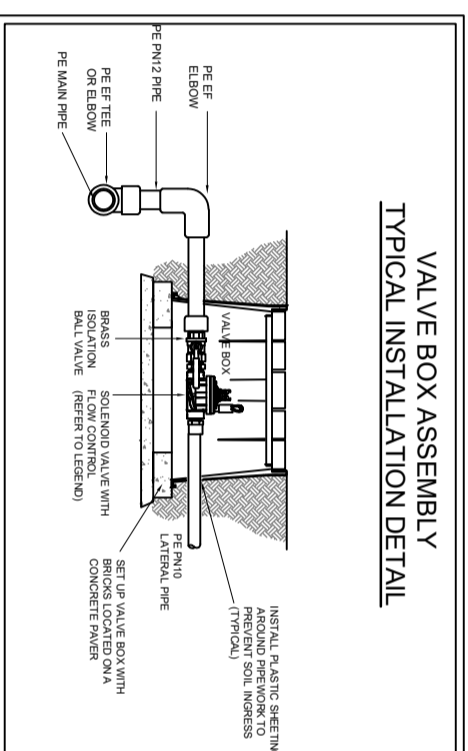 VALVE BOX ASSEMBLY
TYPICAL INSTALLATION DETAIL
PE EF
ELBOW
PE PN12 PIPE
PE EF TEE
OR ELBOW
PE MAIN PIPE
VALVE BOX
BRASS
ISOLATION
BALL VALVE
SOLENOID VALVE WITH
FLOW CONTROL
(REFER TO LEGEND)
PE PN10
LATERAL PIPE
SET UP VALVE BOX WITH
BRICKS LOCATED ON A
CONCRETE PAVER
INSTALL PLASTIC SHEETING
AROUND PIPEWORK TO
PREVENT SOIL INGRESS
(TYPICAL)